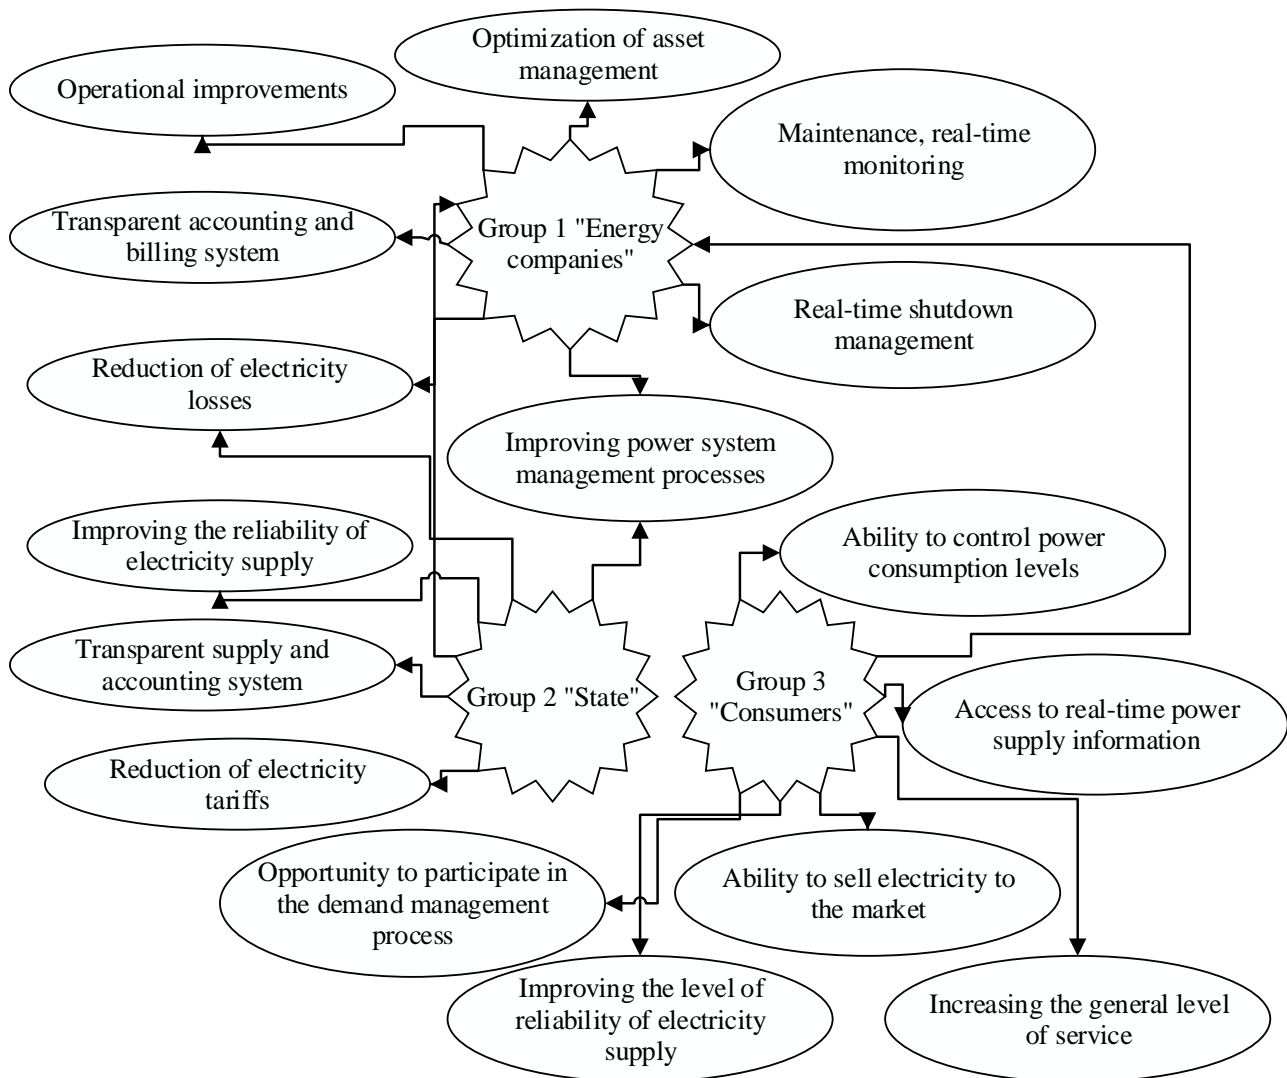 Optimization of asset
management
Operational improvements
Maintenance, real-time
monitoring
Transparent accounting and
billing system
Group 1 "Energy
companies"
Real-time shutdown
management
Reduction of electricity
losses
Improving power system
management processes
Improving the reliability of
electricity supply
Ability to control power
consumption levels
Transparent supply and
accounting system
Group 2 "State"
Group 3
"Consumers"
Access to real-time power
supply information
Reduction of electricity
tariffs
Opportunity to participate in
the demand management
process
Ability to sell electricity to
the market
Improving the level of
reliability of electricity
supply
Increasing the general level
of service